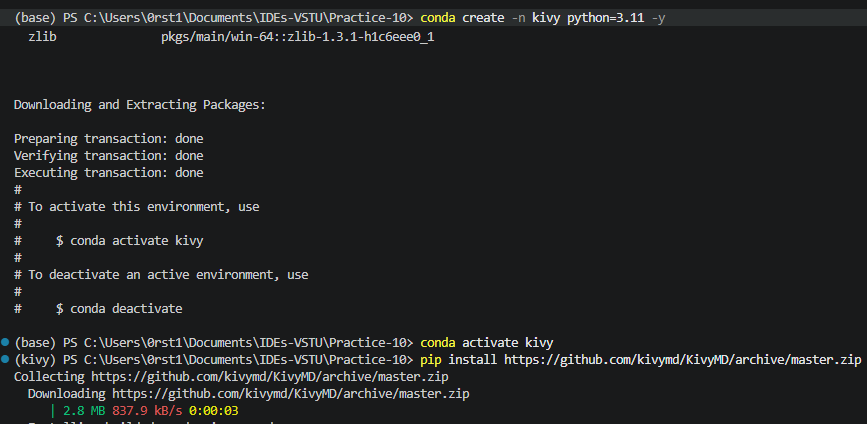 (base) PS C:\Users\0rst1\Documents\IDEs-VSTU\Practice-10> conda create -n kivy python=3.11 -y
zlib pkgs/main/win-64::zlib-1.3.1-h1c6eee0_1
Downloading and Extracting Packages:
Preparing transaction: done
Verifying transaction: done
Executing transaction: done
#
# To activate this environment, use
#
# $ conda activate kivy
#
# To deactivate an active environment, use
#
# $ conda deactivate
(base) PS C:\Users\0rst1\Documents\IDEs-VSTU\Practice-10> conda activate kivy
(kivy) PS C:\Users\0rst1\Documents\IDEs-VSTU\Practice-10> pip install https://github.com/kivymd/KivyMD/archive/master.zip
Collecting https://github.com/kivymd/KivyMD/archive/master.zip
Downloading https://github.com/kivymd/KivyMD/archive/master.zip
| 2.8 MB 837.9 kB/s 0:00:03